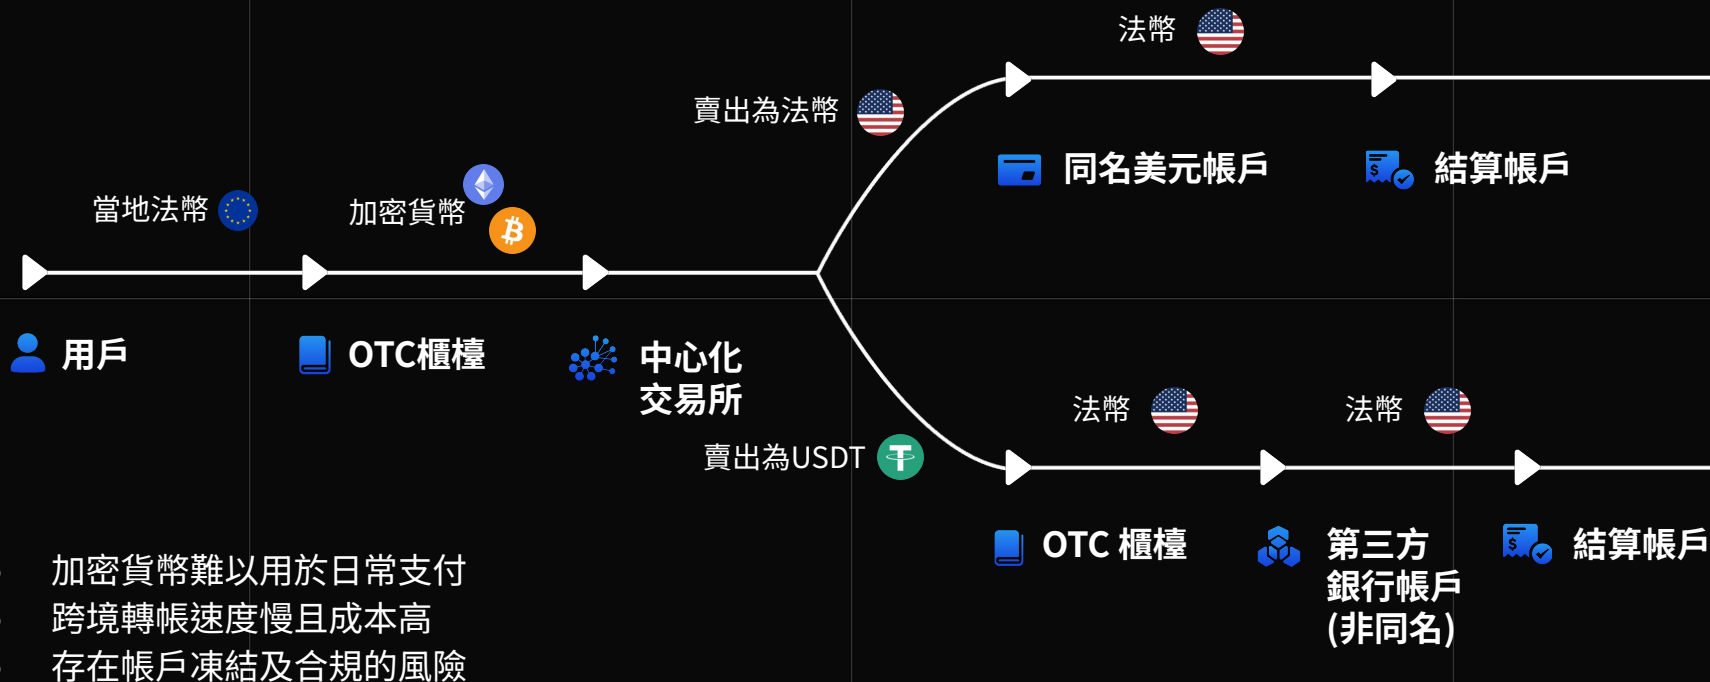 法幣
賣出為法幣
同名美元帳戶
結算帳戶
當地法幣
加密貨幣
用戶
OTC櫃檯
中心化
交易所
法幣
法幣
賣出為USDT
OTC 櫃檯
第三方
銀行帳戶
(非同名)
結算帳戶
加密貨幣難以用於日常支付
跨境轉帳速度慢且成本高
存在帳戶凍結及合規的風險